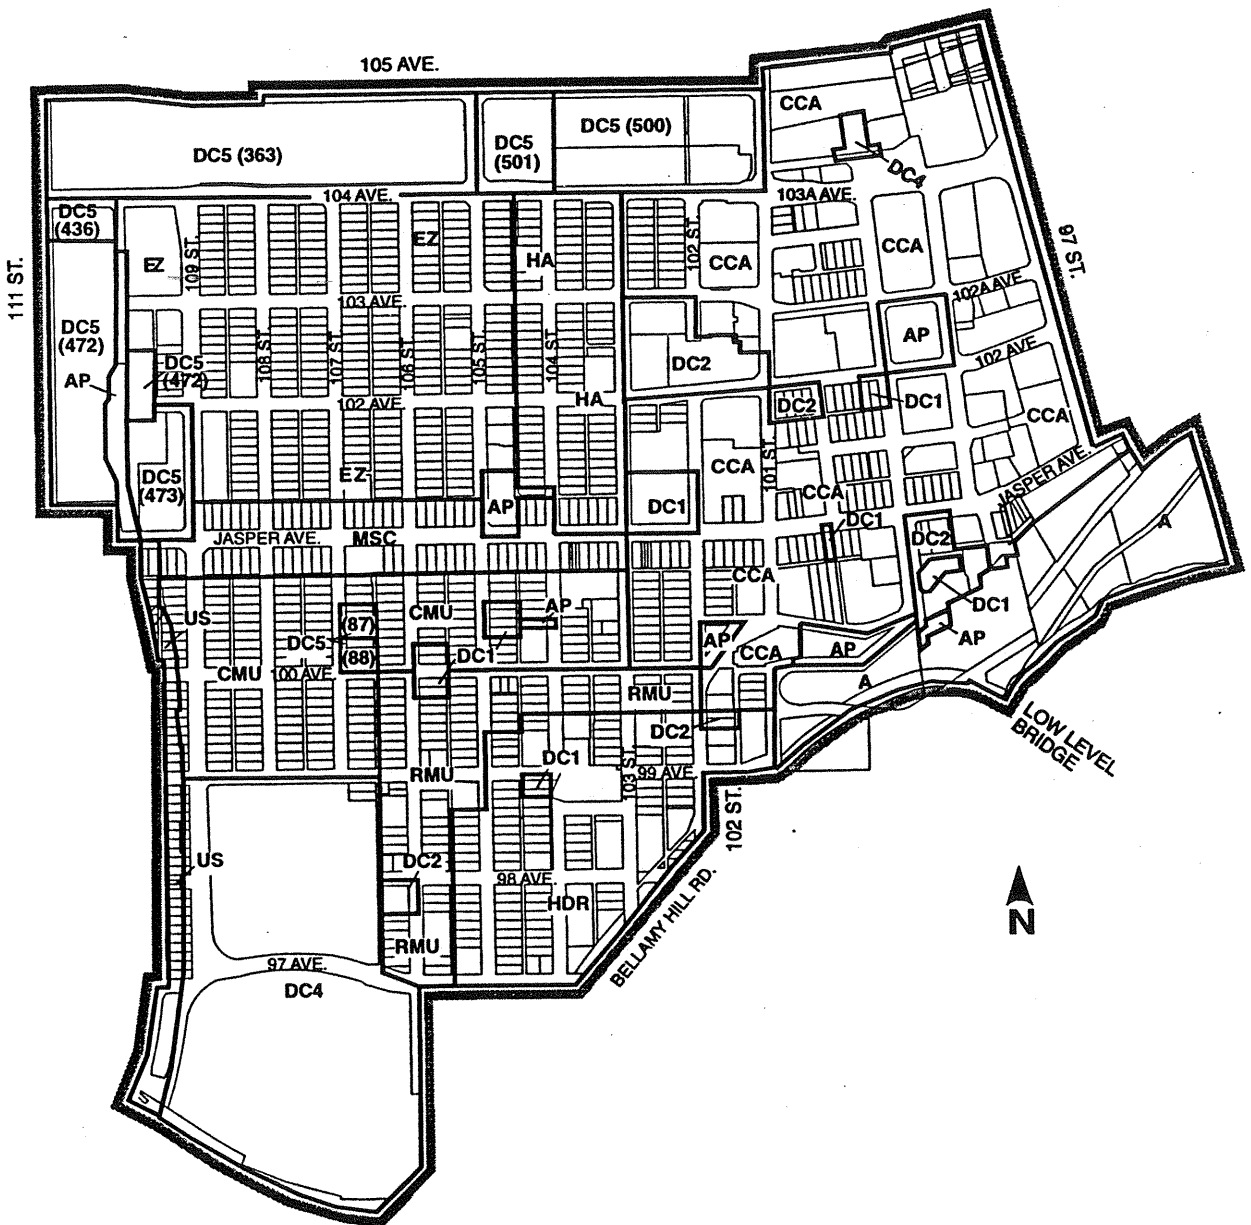 105 AVE.
CCA
DC5 (363)
DC5
(501)
DC5 (500)
DC4
104 AVE.
103A AVE.
DC5
(436)
109 ST.
EZ
EZ
HA
102 ST.
CCA
CCA
97 ST.
111 ST.
102A AVE
103 AVE.
DC5
(472)
AP
DC5
(472)
108 ST.
107 ST.
106 ST.
105 ST.
104 ST.
DC2
AP
102 AVE
102 AVE.
HA
DC2
DC1
CCA
DC5
(473)
EZ
CCA
101 ST.
CCA
JASPER AVE.
AP
DC1
DC1
A
JASPER AVE.
MSC
DC2
CCA
US
(87)
DC5
(88)
CMU
AP
DC1
DC1
AP
AP
CCA
AP
CMU
100 AVE.
A
RMU
DC2
LOW LEVEL
BRIDGE
DC1
103 ST.
RMU
99 AVE.
102 ST.
US
DC2
98 AVE.
HDR
BELLAMY HILL RD.
N
RMU
97 AVE.
DC4